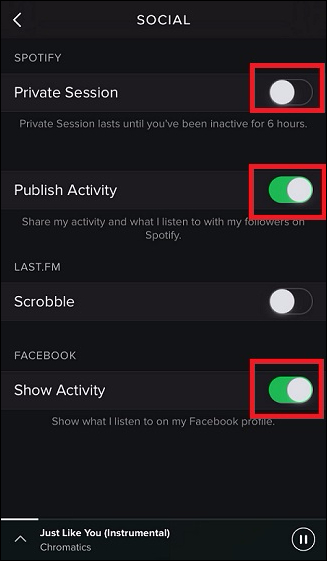 SOCIAL
SPOTIFY
Private Session
Private Session lasts until you've been inactive for 6 hours.
Publish Activity
Share my activity and what I listen to with my followers on
Spotify.
LAST.FM
Scrobble
FACEBOOK
Show Activity
Show what I listen to on my Facebook profile.
Just Like You (Instrumental)
Chromatics